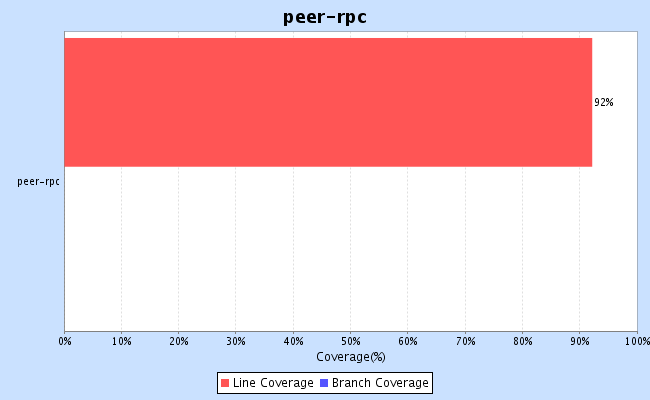 peer-rpc
92%
peer-rpc
0% 10% 20% 30% 40% 50% 60% 70% 80% 90% 100%
Coverage(%)
Line Coverage Branch Coverage